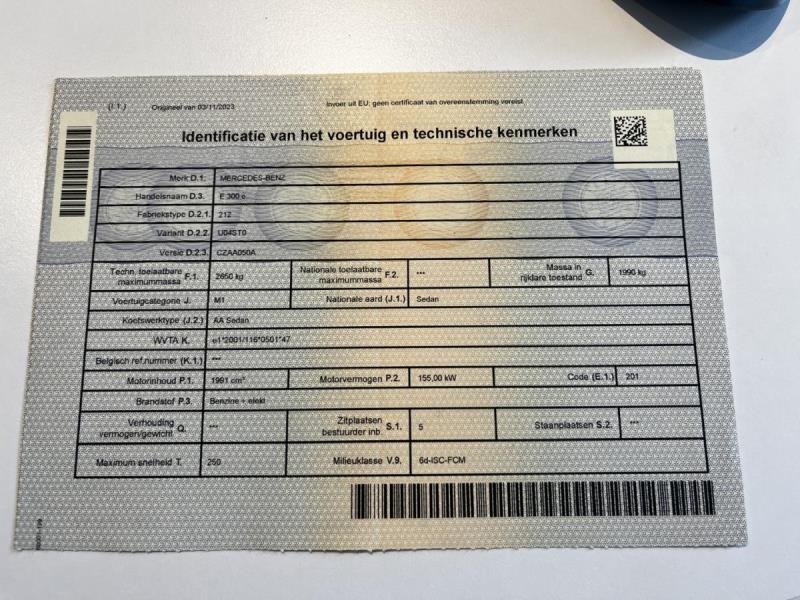 (I.1.) Origineel van 03/11/2023 Invoer uit EU; geen certificaat van overeenstemming vereist
Identificatie van het voertuig en technische kenmerken
Merk D.1. MERCEDES-BENZ
Handelsnaam D.3. E 300 e
Fabriekstype D.2.1. 212
Variant D.2.2. U04ST0
Versie D.2.3. CZAA050A
Techn. toelaatbare maximummassa F.1. 2650 kg Nationale toelaatbare maximummassa F.2. *** Massa in rijklare toestand G. 1990 kg
Voertuigcategorie J. M1 Nationale aard (J.1.) Sedan
Koetswerktype (J.2.) AA Sedan
WVTA K. e1*2001/116*0501*47
Belgisch ref.nummer (K.1.) ***
Motorinhoud P.1. 1991 cm³ Motorvermogen P.2. 155,00 kW Code (E.1.) 201
Brandstof P.3. Benzine + elekt
Verhouding vermogen/gewicht Q. *** Zitplaatsen bestuurder inb. S.1. 5 Staanplaatsen S.2. ***
Maximum snelheid T. 250 Milieuklasse V.9. 6d-ISC-FCM